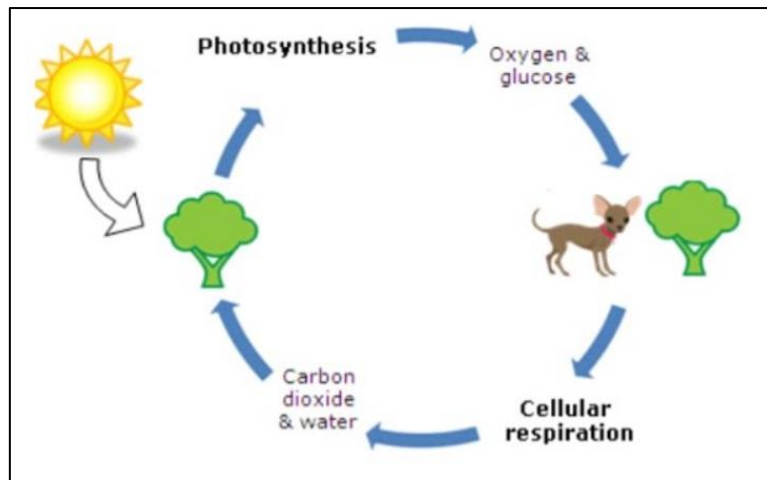 Photosynthesis
Oxygen &
glucose
Cellular
respiration
Carbon
dioxide
& water